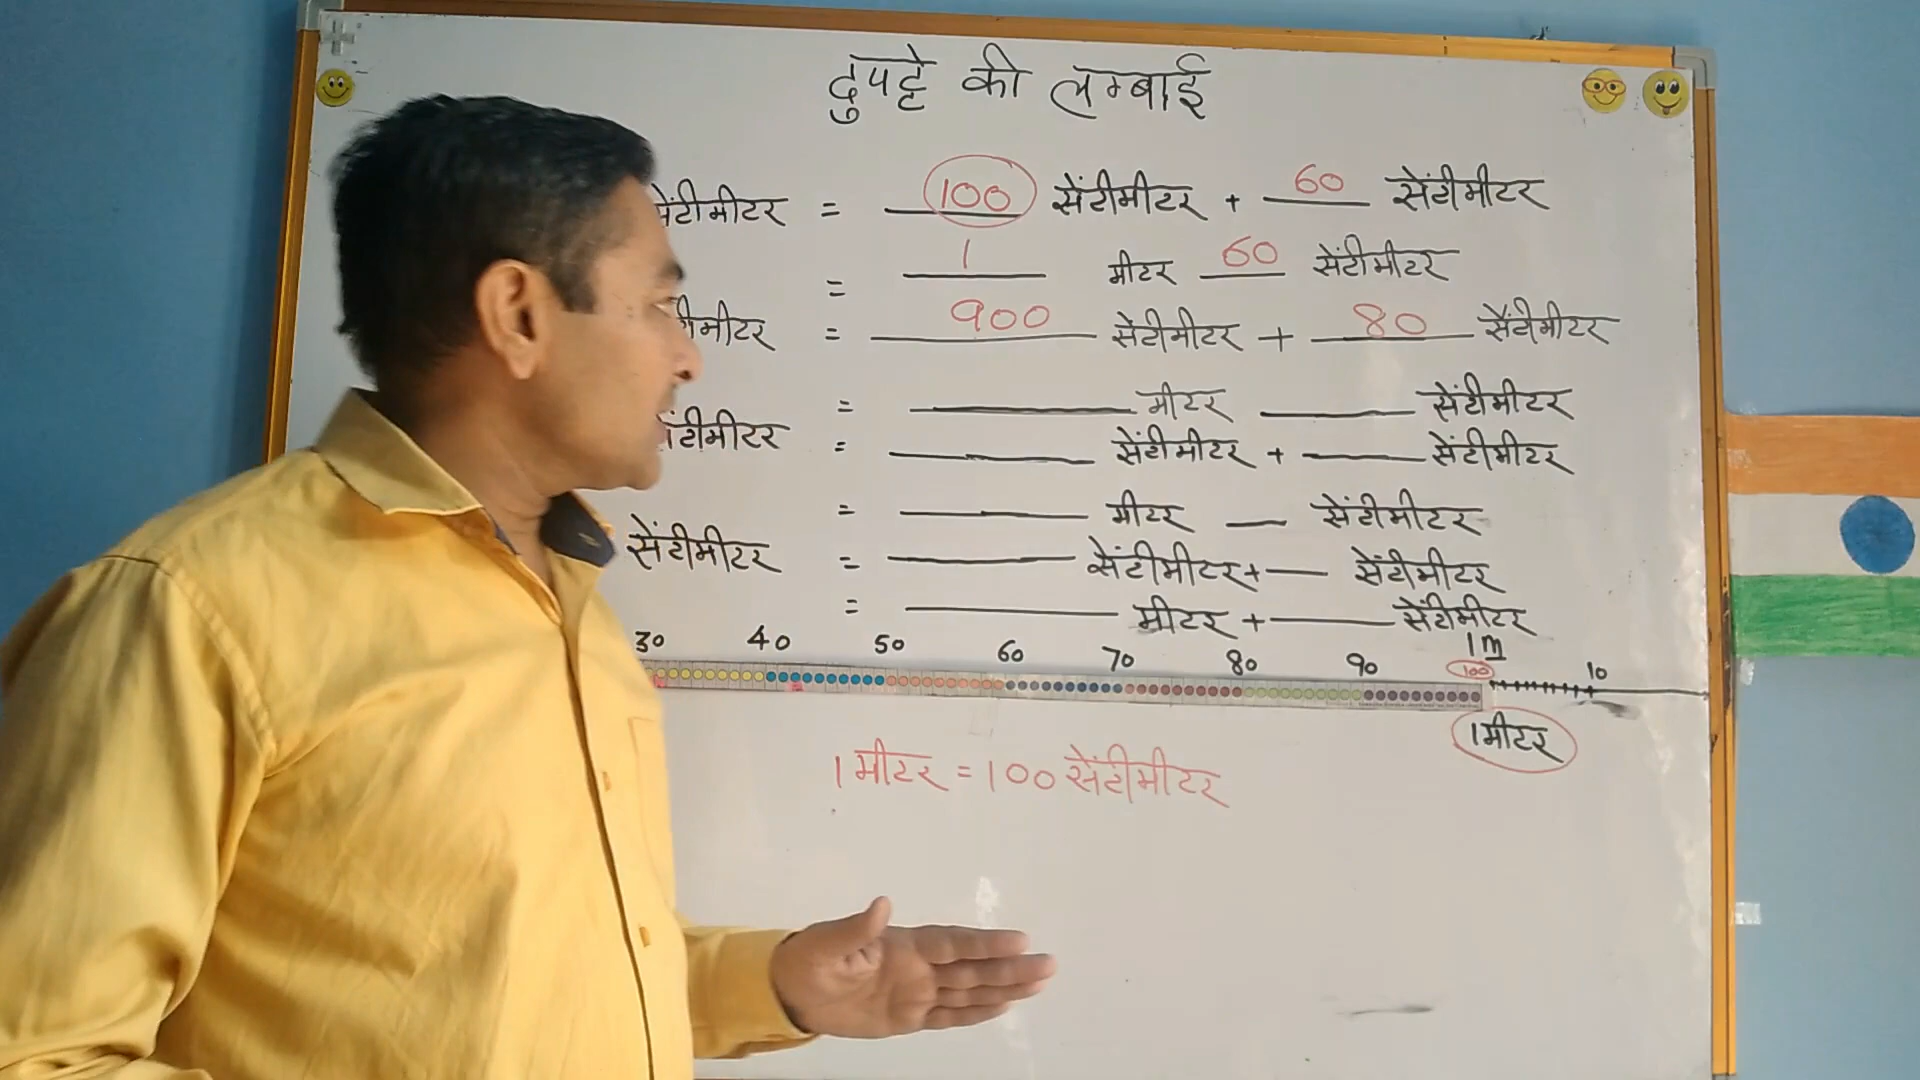 दुपट्टे की लम्बाई
सेंटीमीटर = 100 सेंटीमीटर + 60 सेंटीमीटर
= 1 मीटर 60 सेंटीमीटर
= 900 सेंटीमीटर + 80 सेंटीमीटर
= मीटर सेंटीमीटर
सेंटीमीटर = सेंटीमीटर + सेंटीमीटर
= मीटर सेंटीमीटर
सेंटीमीटर = सेंटीमीटर + सेंटीमीटर
= मीटर + सेंटीमीटर
30 40 50 60 70 80 90 100 1m 10
1 मीटर
1 मीटर = 100 सेंटीमीटर